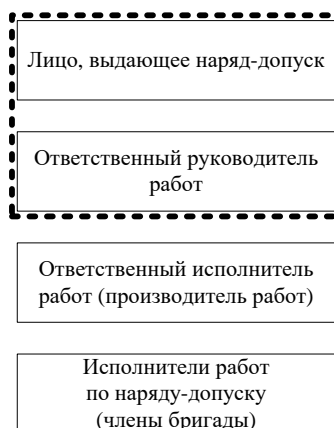 Лицо, выдающее наряд-допуск
Ответственный руководитель
работ
Ответственный исполнитель
работ (производитель работ)
Исполнители работ
по наряду-допуску
(члены бригады)